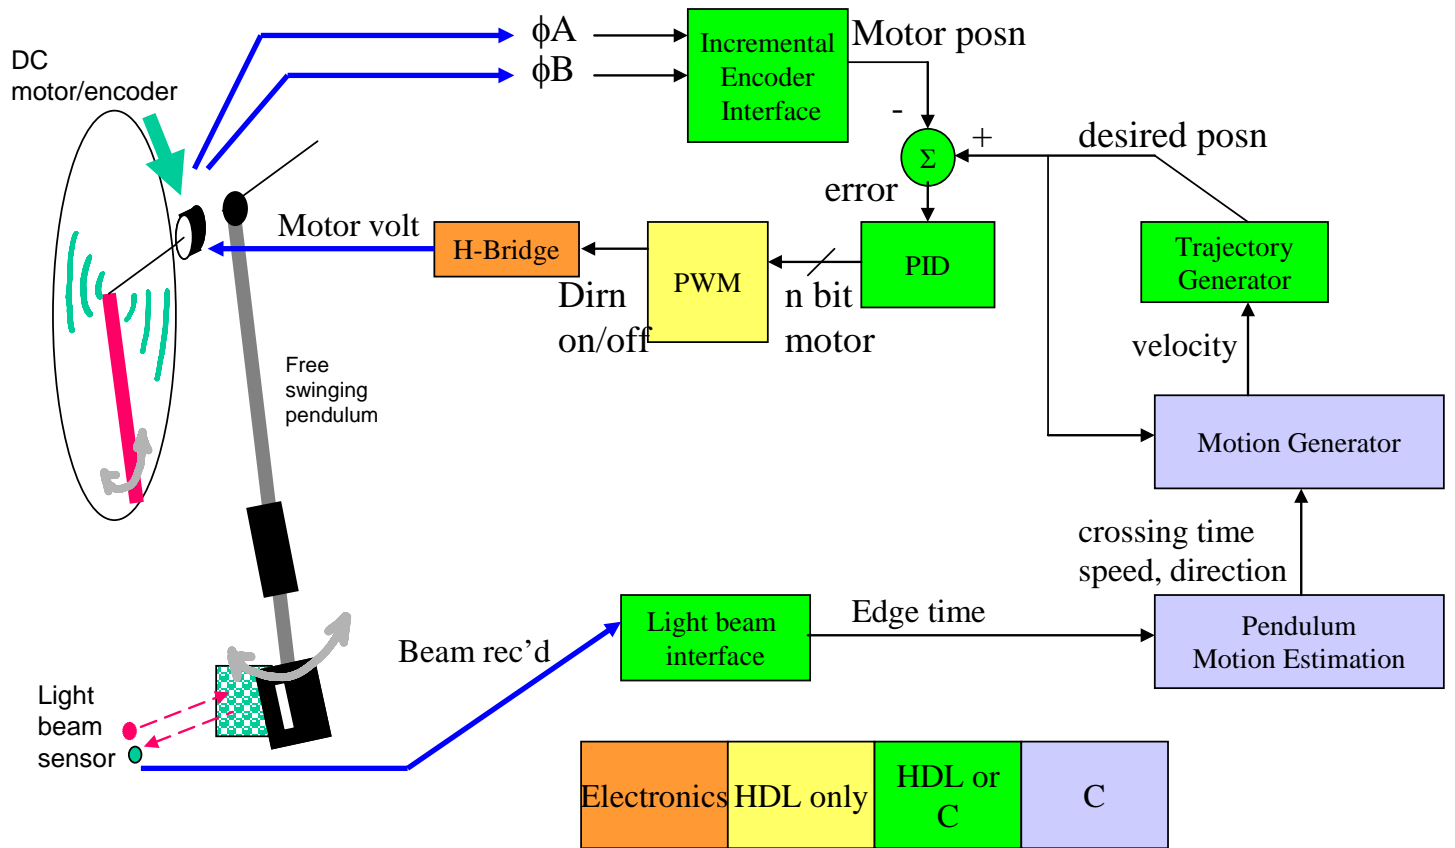 DC
motor/encoder
ϕA
ϕB
Incremental
Encoder
Interface
Motor posn
-
+
Σ
desired posn
error
Motor volt
H-Bridge
Dirn
on/off
PWM
n bit
motor
PID
Trajectory
Generator
velocity
Free
swinging
pendulum
Motion Generator
crossing time
speed, direction
Light beam
interface
Edge time
Pendulum
Motion Estimation
Beam rec’d
Light
beam
sensor
Electronics
HDL only
HDL or
C
C